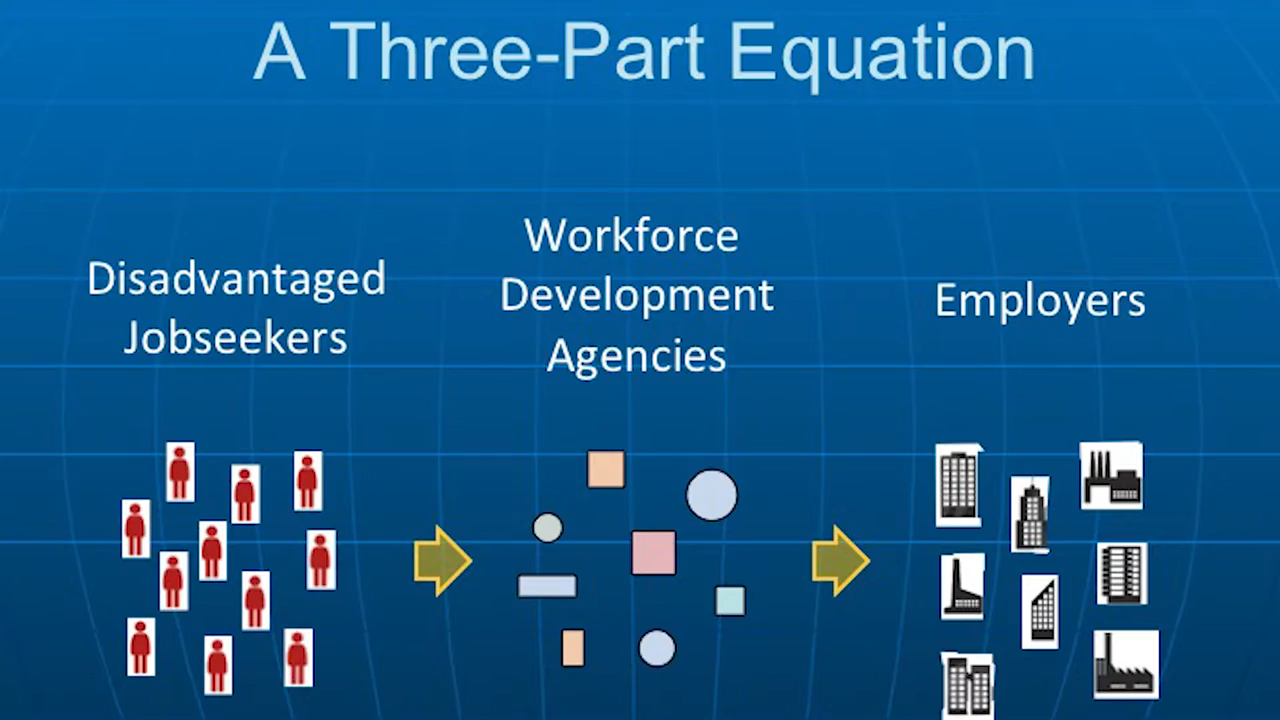 A Three-Part Equation
Disadvantaged
Jobseekers
Workforce
Development
Agencies
Employers